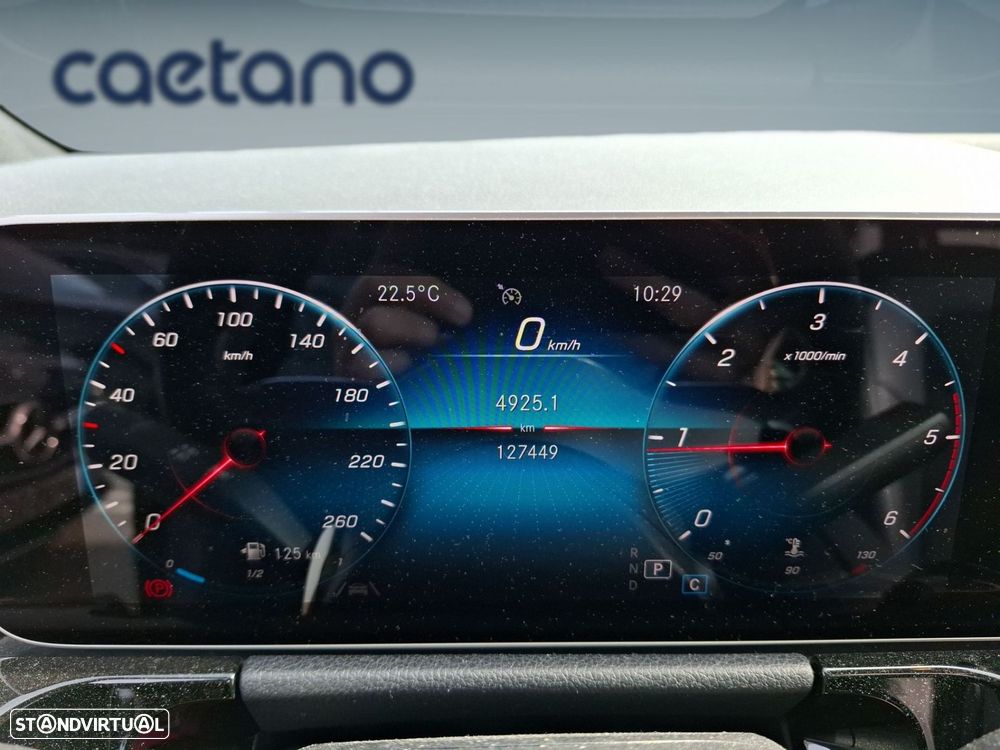 caetano
22.5°C
10:29
0 km/h
4925.1
km
127449
0
20
40
60
100
140
180
220
260
km/h
125 km
0
1/2
1
0
1
2
3
4
5
6
x1000/min
50
°C
90
130
R
N
D
P
C
(P)
STANDVIRTUAL